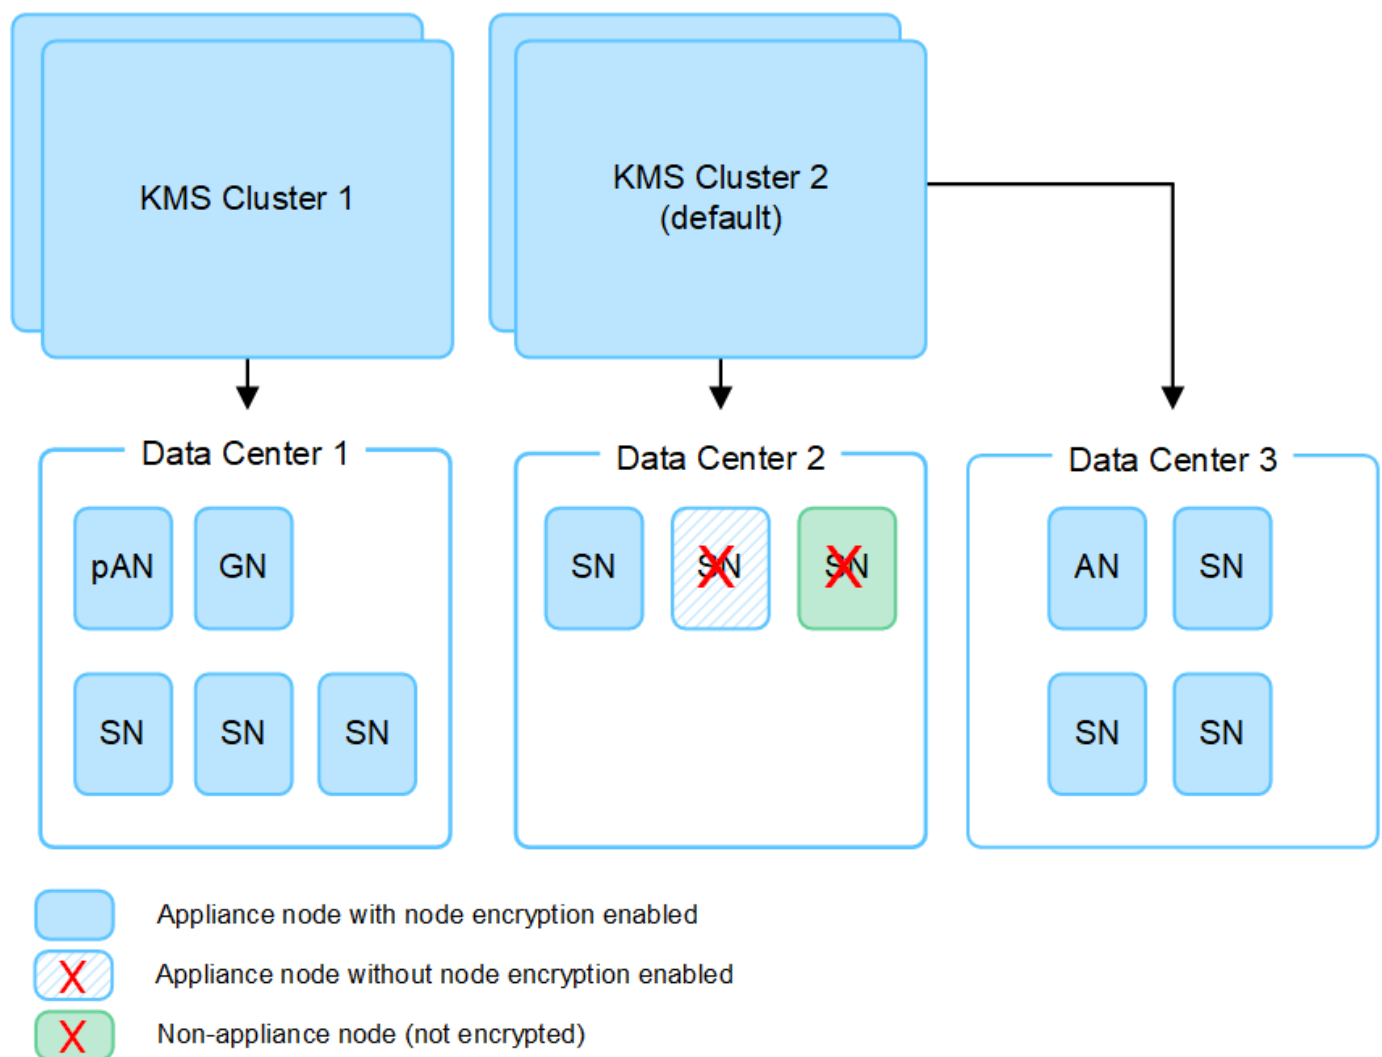 KMS Cluster 1
KMS Cluster 2
(default)
Data Center 1
pAN
GN
SN
SN
SN
Data Center 2
SN
SN
SN
Data Center 3
AN
SN
SN
SN
Appliance node with node encryption enabled
X
Appliance node without node encryption enabled
X
Non-appliance node (not encrypted)